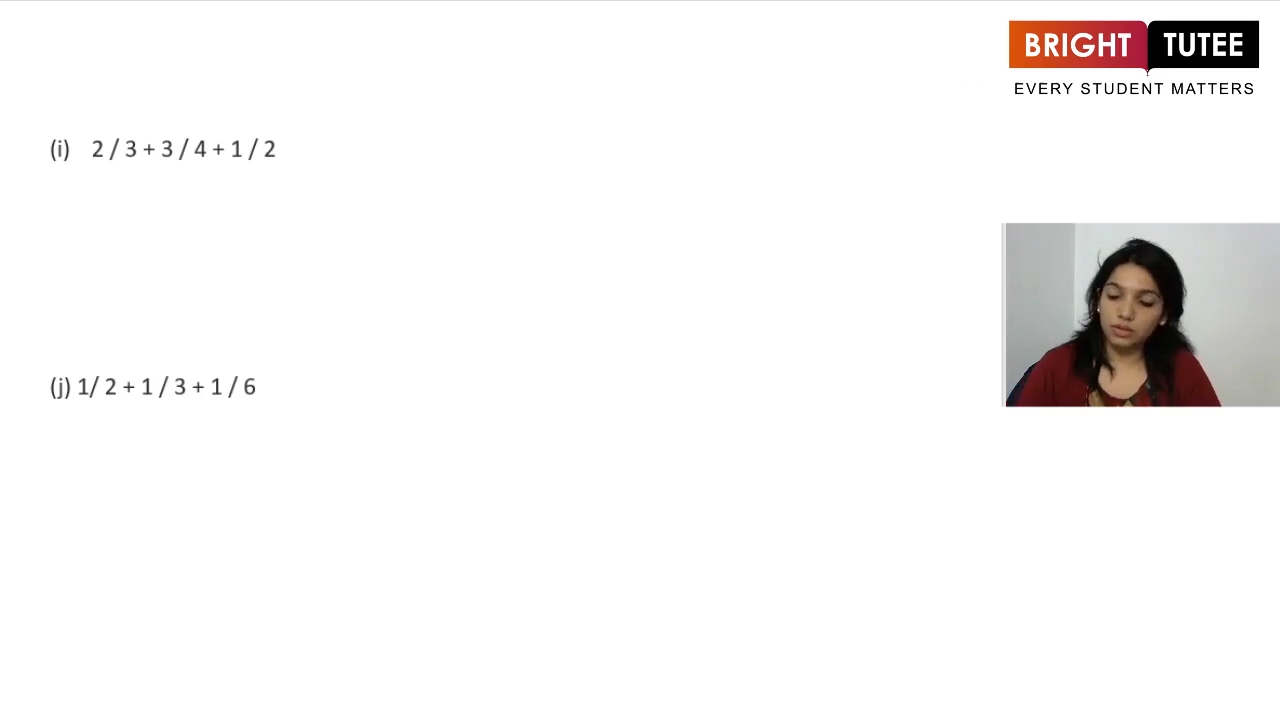 BRIGHT TUTEE
EVERY STUDENT MATTERS
(i) 2 / 3 + 3 / 4 + 1 / 2
(j) 1/ 2 + 1 / 3 + 1 / 6